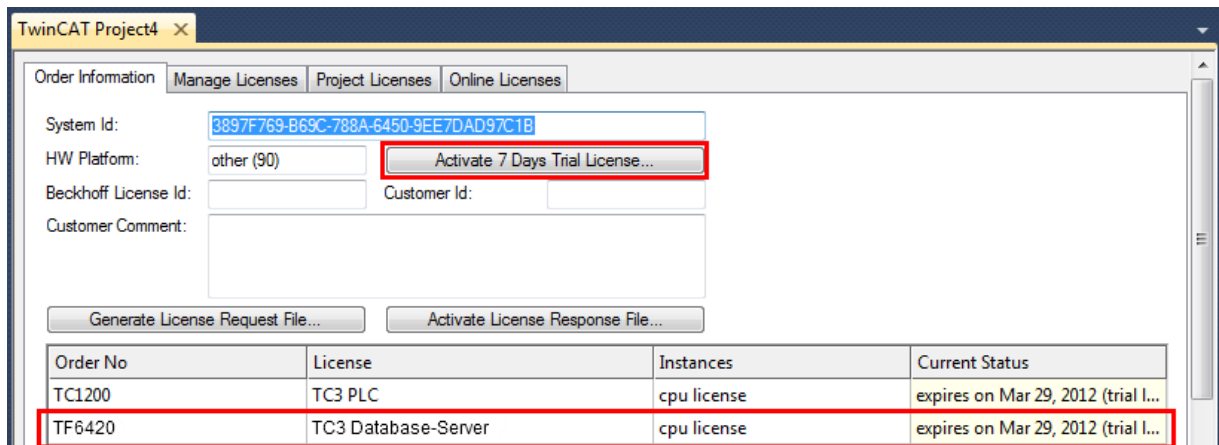 TwinCAT Project4
Order Information Manage Licenses Project Licenses Online Licenses
System Id: 3897F769-B69C-788A-6450-9EE7DAD97C1B
HW Platform: other (90) Activate 7 Days Trial License...
Beckhoff License Id: Customer Id:
Customer Comment:
Generate License Request File... Activate License Response File...
Order No License Instances Current Status
TC1200 TC3 PLC cpu license expires on Mar 29, 2012 (trial l...
TF6420 TC3 Database-Server cpu license expires on Mar 29, 2012 (trial l...